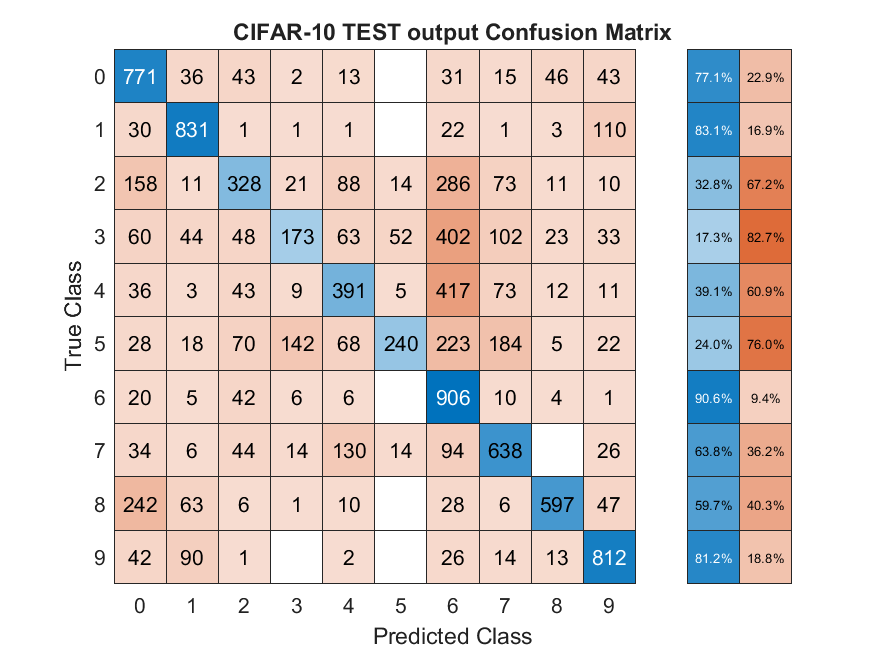 CIFAR-10 TEST output Confusion Matrix
0 771 36 43 2 13 31 15 46 43 77.1% 22.9%
1 30 831 1 1 1 22 1 3 110 83.1% 16.9%
2 158 11 328 21 88 14 286 73 11 10 32.8% 67.2%
3 60 44 48 173 63 52 402 102 23 33 17.3% 82.7%
4 36 3 43 9 391 5 417 73 12 11 39.1% 60.9%
5 28 18 70 142 68 240 223 184 5 22 24.0% 76.0%
6 20 5 42 6 6 906 10 4 1 90.6% 9.4%
7 34 6 44 14 130 14 94 638 26 63.8% 36.2%
8 242 63 6 1 10 28 6 597 47 59.7% 40.3%
9 42 90 1 2 26 14 13 812 81.2% 18.8%
0 1 2 3 4 5 6 7 8 9
Predicted Class
True Class